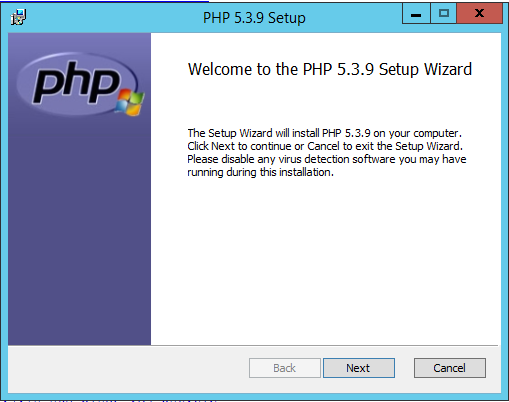 PHP 5.3.9 Setup
php
Welcome to the PHP 5.3.9 Setup Wizard
The Setup Wizard will install PHP 5.3.9 on your computer.
Click Next to continue or Cancel to exit the Setup Wizard.
Please disable any virus detection software you may have
running during this installation.
Back Next Cancel